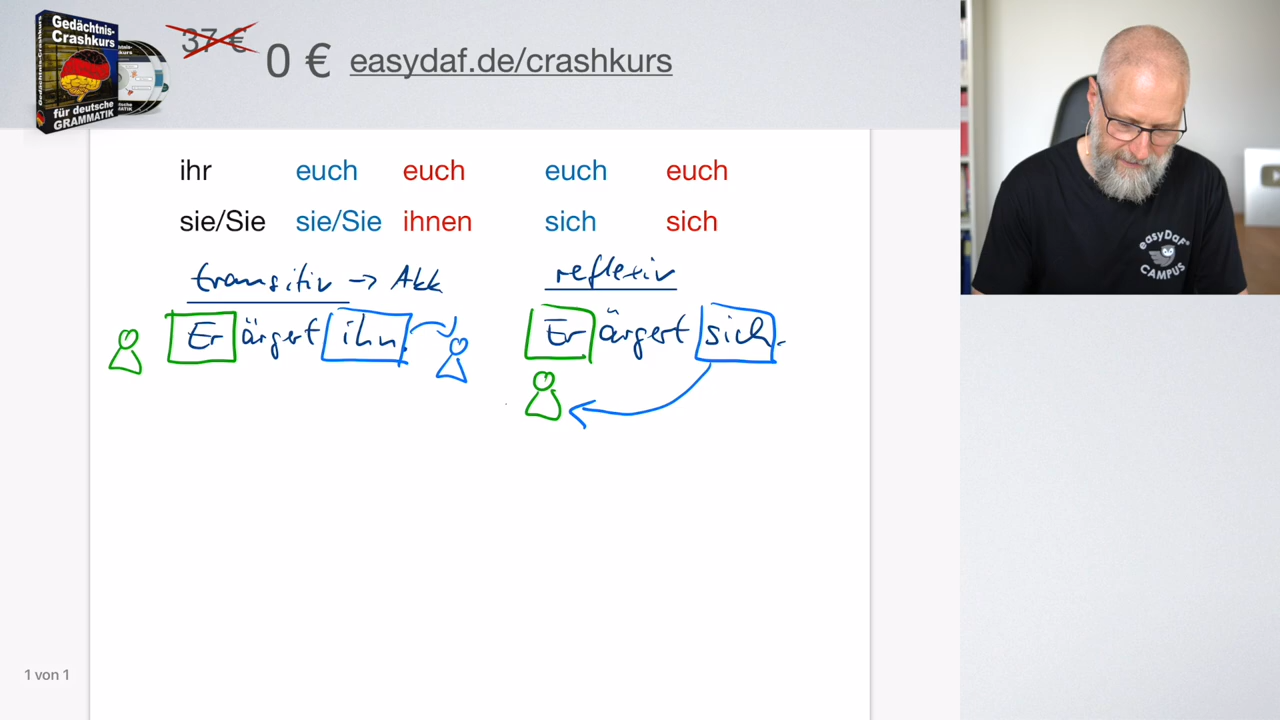 Gedächtnis-
Crashkurs
für deutsche
GRAMMATIK
37 €
0 € easydaf.de/crashkurs
ihr euch euch euch euch
sie/Sie sie/Sie ihnen sich sich
transitiv → Akk reflexiv
Er ärgert ihn. Er ärgert sich.
easyDaF®
CAMPUS
1 von 1